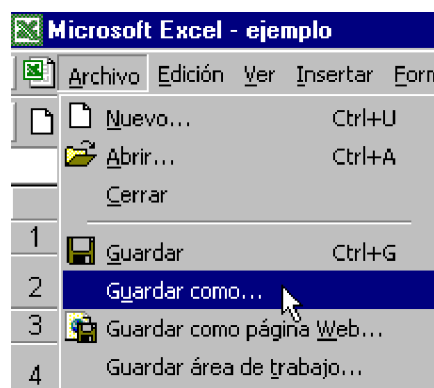 Microsoft Excel - ejemplo
Archivo Edición Ver Insertar Form
Nuevo... Ctrl+U
Abrir... Ctrl+A
Cerrar
1
Guardar Ctrl+G
2 Guardar como...
3 Guardar como página Web...
4 Guardar área de trabajo...